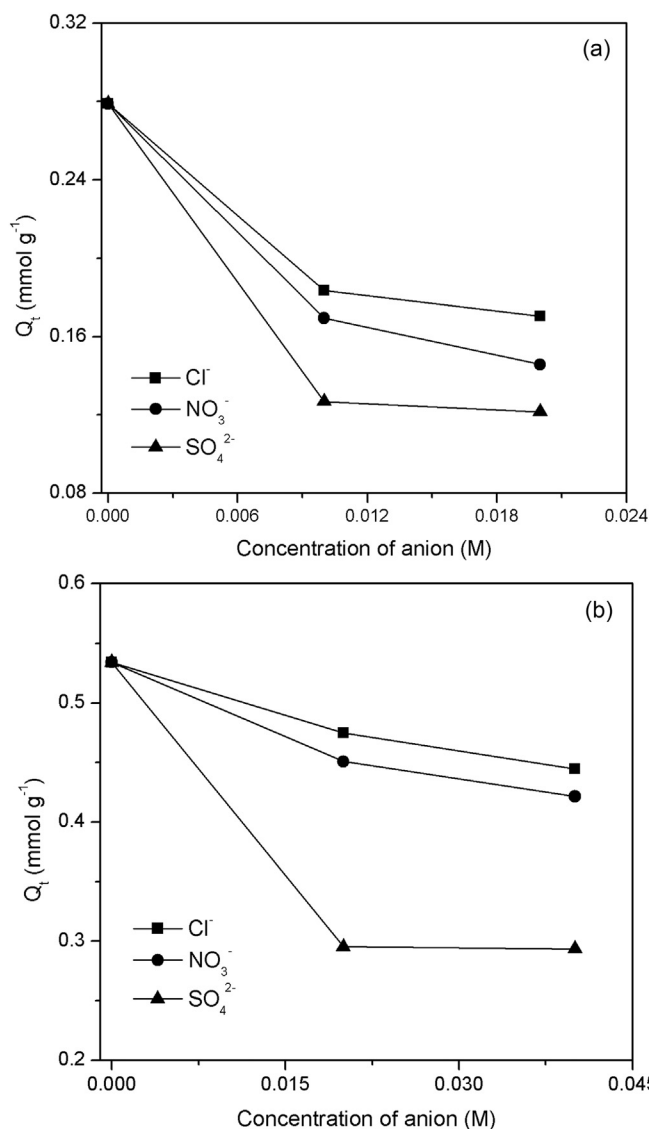 0.32
(a)
0.24
Qt (mmol g-1)
0.16
Cl-
NO3-
SO42-
0.08
0.000 0.006 0.012 0.018 0.024
Concentration of anion (M)
0.6
(b)
0.5
Qt (mmol g-1)
0.4
Cl-
NO3-
0.3
SO42-
0.2
0.000 0.015 0.030 0.045
Concentration of anion (M)